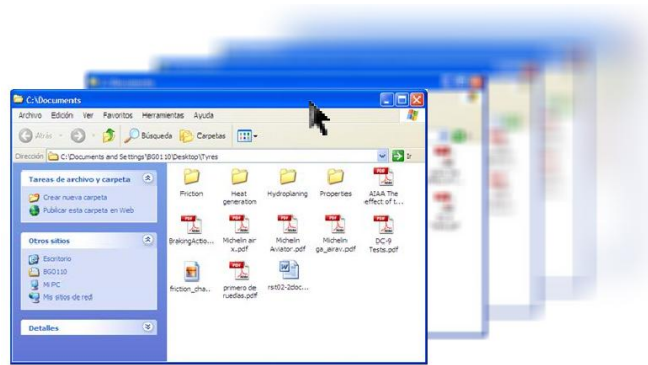 C:\Documents
Archivo Edición Ver Favoritos Herramientas Ayuda
Atrás Búsqueda Carpetas
Dirección C:\Documents and Settings\BG0110\Desktop\Tyres Ir
Tareas de archivo y carpeta
Crear nueva carpeta
Publicar esta carpeta en Web
Otros sitios
Escritorio
BG0110
Mi PC
Mis sitios de red
Detalles
Friction
Heat generation
Hydroplaning
Properties
AIAA The effect of t...
BrakingActio...
Michelin air x.pdf
Michelin Aviator.pdf
Michelin ga_airav.pdf
DC-9 Tests.pdf
friction_cha...
primero de ruedas.pdf
rst02-2doc...